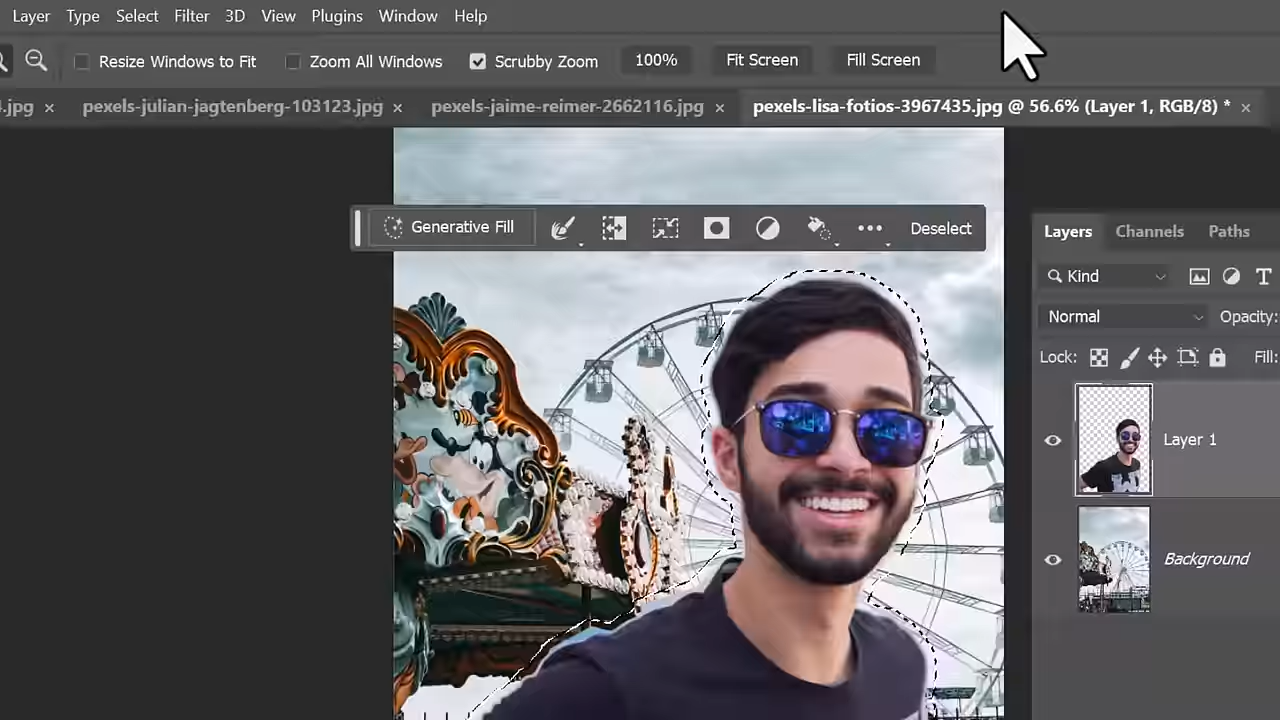 Layer Type Select Filter 3D View Plugins Window Help
Resize Windows to Fit Zoom All Windows Scrubby Zoom 100% Fit Screen Fill Screen
.jpg × pexels-julian-jagtenberg-103123.jpg × pexels-jaime-reimer-2662116.jpg × pexels-lisa-fotios-3967435.jpg @ 56.6% (Layer 1, RGB/8) * ×
Generative Fill Deselect
Layers Channels Paths
Kind
Normal Opacity:
Lock: Fill:
Layer 1
Background